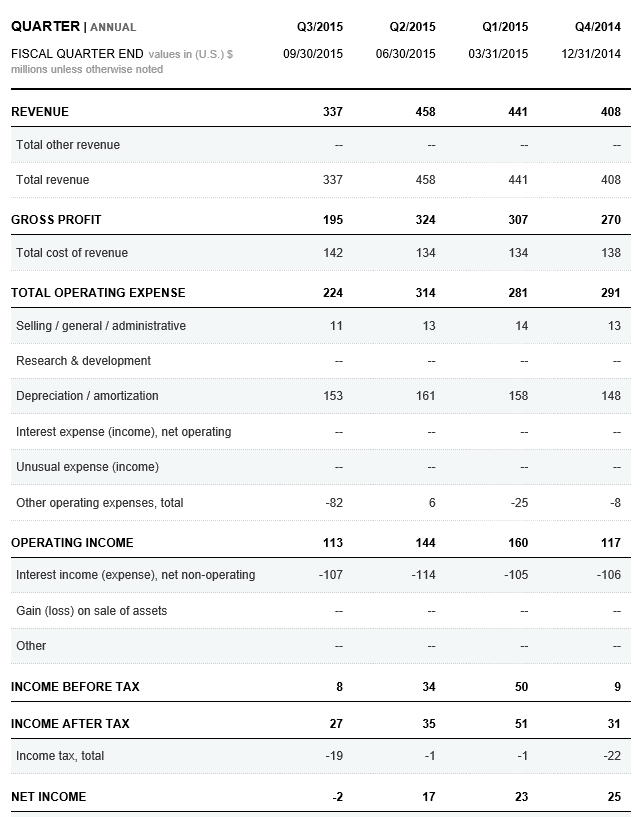 QUARTER | ANNUAL Q3/2015 Q2/2015 Q1/2015 Q4/2014
FISCAL QUARTER END values in (U.S.) $ 09/30/2015 06/30/2015 03/31/2015 12/31/2014
millions unless otherwise noted
REVENUE 337 458 441 408
Total other revenue -- -- -- --
Total revenue 337 458 441 408
GROSS PROFIT 195 324 307 270
Total cost of revenue 142 134 134 138
TOTAL OPERATING EXPENSE 224 314 281 291
Selling / general / administrative 11 13 14 13
Research & development -- -- -- --
Depreciation / amortization 153 161 158 148
Interest expense (income), net operating -- -- -- --
Unusual expense (income) -- -- -- --
Other operating expenses, total -82 6 -25 -8
OPERATING INCOME 113 144 160 117
Interest income (expense), net non-operating -107 -114 -105 -106
Gain (loss) on sale of assets -- -- -- --
Other -- -- -- --
INCOME BEFORE TAX 8 34 50 9
INCOME AFTER TAX 27 35 51 31
Income tax, total -19 -1 -1 -22
NET INCOME -2 17 23 25